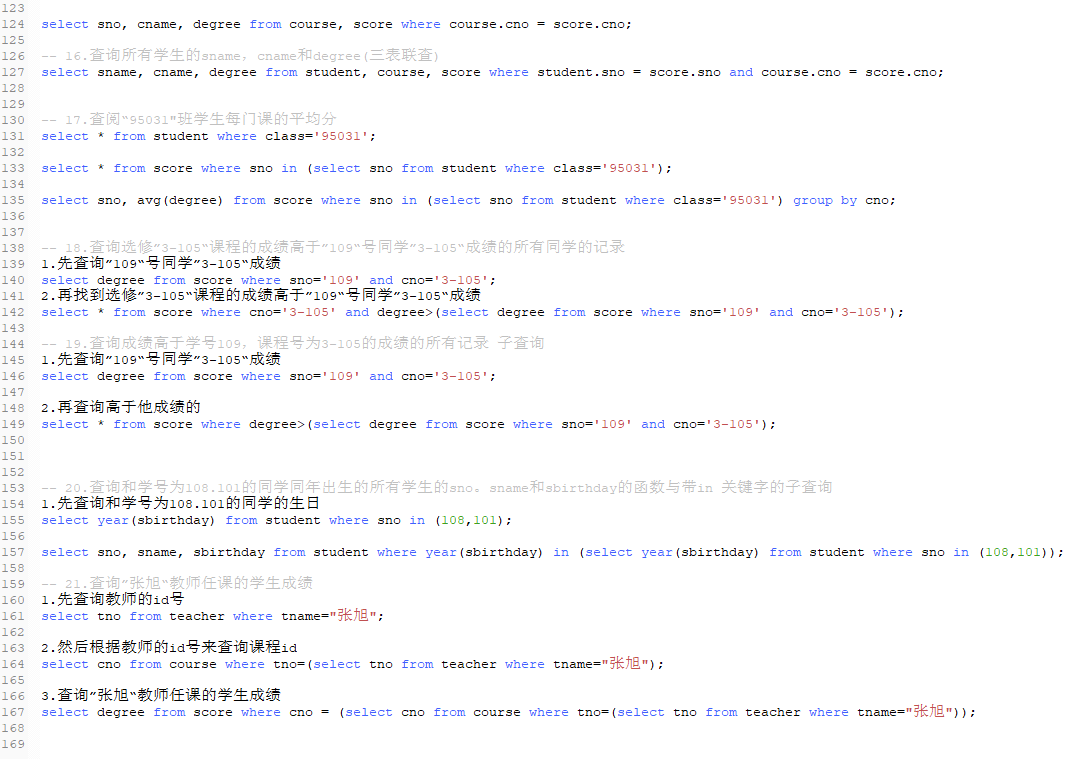 123
124 select sno, cname, degree from course, score where course.cno = score.cno;
125
126 -- 16.查询所有学生的sname，cname和degree(三表联查)
127 select sname, cname, degree from student, course, score where student.sno = score.sno and course.cno = score.cno;
128
129
130 -- 17.查阅“95031"班学生每门课的平均分
131 select * from student where class='95031';
132
133 select * from score where sno in (select sno from student where class='95031');
134
135 select sno, avg(degree) from score where sno in (select sno from student where class='95031') group by cno;
136
137
138 -- 18.查询选修”3-105“课程的成绩高于”109“号同学”3-105“成绩的所有同学的记录
139 1.先查询”109“号同学”3-105“成绩
140 select degree from score where sno='109' and cno='3-105';
141 2.再找到选修”3-105“课程的成绩高于”109“号同学”3-105“成绩
142 select * from score where cno='3-105' and degree>(select degree from score where sno='109' and cno='3-105');
143
144 -- 19.查询成绩高于学号109，课程号为3-105的成绩的所有记录 子查询
145 1.先查询”109“号同学”3-105“成绩
146 select degree from score where sno='109' and cno='3-105';
147
148 2.再查询高于他成绩的
149 select * from score where degree>(select degree from score where sno='109' and cno='3-105');
150
151
152
153 -- 20.查询和学号为108.101的同学同年出生的所有学生的sno。sname和sbirthday的函数与带in 关键字的子查询
154 1.先查询和学号为108.101的同学的生日
155 select year(sbirthday) from student where sno in (108,101);
156
157 select sno, sname, sbirthday from student where year(sbirthday) in (select year(sbirthday) from student where sno in (108,101));
158
159 -- 21.查询”张旭“教师任课的学生成绩
160 1.先查询教师的id号
161 select tno from teacher where tname="张旭";
162
163 2.然后根据教师的id号来查询课程id
164 select cno from course where tno=(select tno from teacher where tname="张旭");
165
166 3.查询”张旭“教师任课的学生成绩
167 select degree from score where cno = (select cno from course where tno=(select tno from teacher where tname="张旭"));
168
169